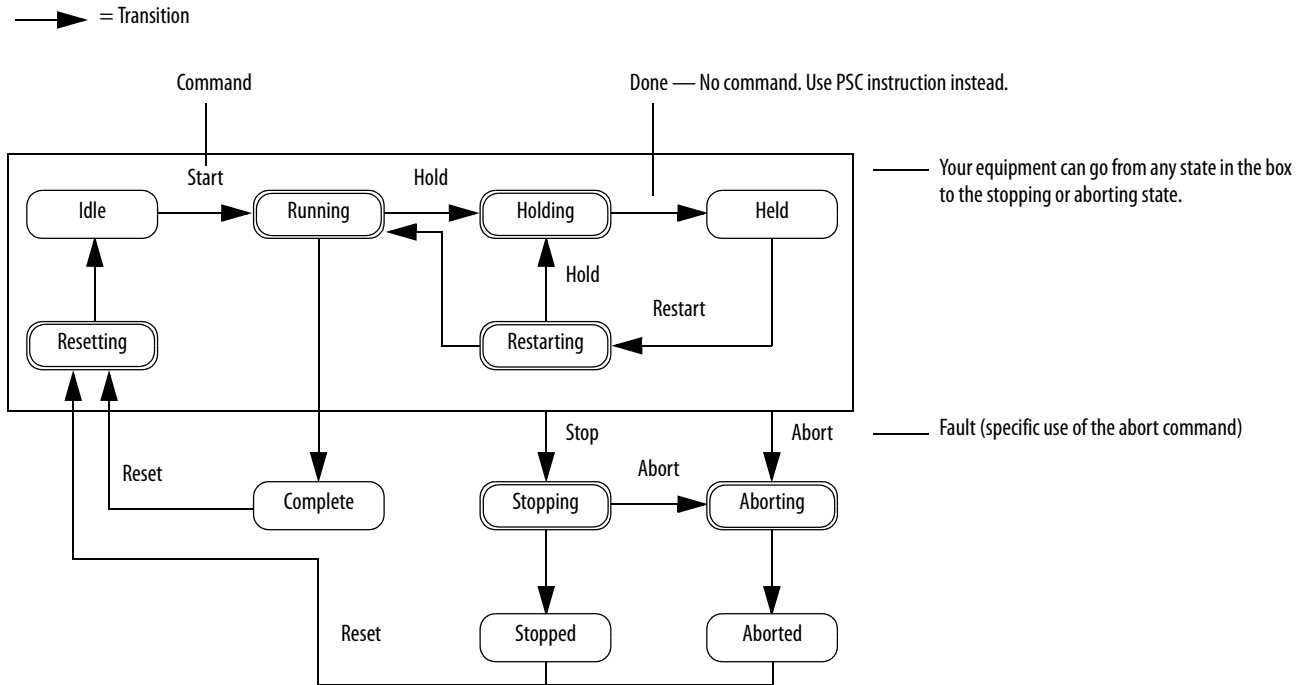 = Transition
Command
Done — No command. Use PSC instruction instead.
Your equipment can go from any state in the box
to the stopping or aborting state.
Start
Hold
Idle
Running
Holding
Held
Hold
Restart
Resetting
Restarting
Stop
Abort
Fault (specific use of the abort command)
Reset
Abort
Complete
Stopping
Aborting
Reset
Stopped
Aborted